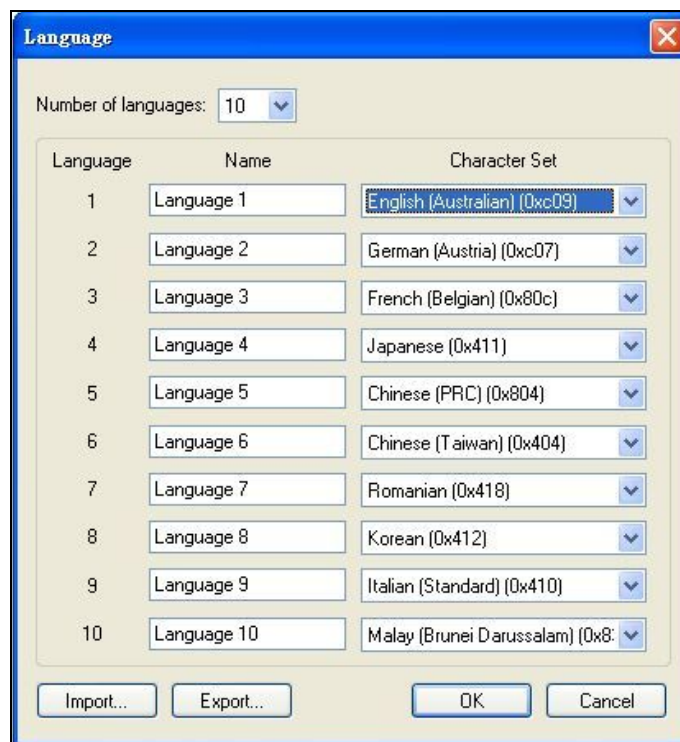 Language
Number of languages: 10
Language Name Character Set
1 Language 1 English (Australian) (0xc09)
2 Language 2 German (Austria) (0xc07)
3 Language 3 French (Belgian) (0x80c)
4 Language 4 Japanese (0x411)
5 Language 5 Chinese (PRC) (0x804)
6 Language 6 Chinese (Taiwan) (0x404)
7 Language 7 Romanian (0x418)
8 Language 8 Korean (0x412)
9 Language 9 Italian (Standard) (0x410)
10 Language 10 Malay (Brunei Darussalam) (0x8
Import... Export... OK Cancel